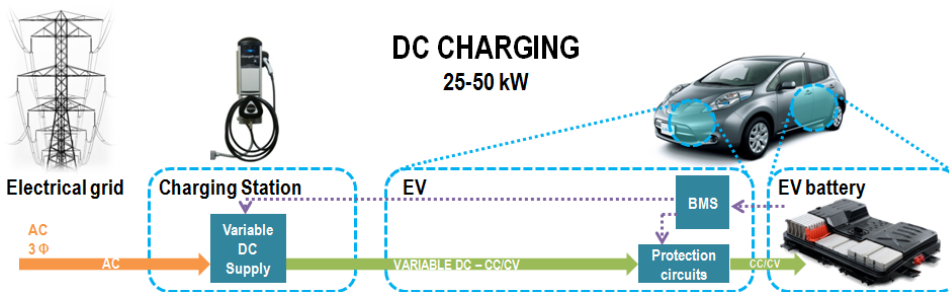 DC CHARGING
25-50 kW
Electrical grid
Charging Station
EV
EV battery
BMS
AC
3 Φ
AC
Variable
DC
Supply
VARIABLE DC – CC/CV
Protection
circuits
CC/CV